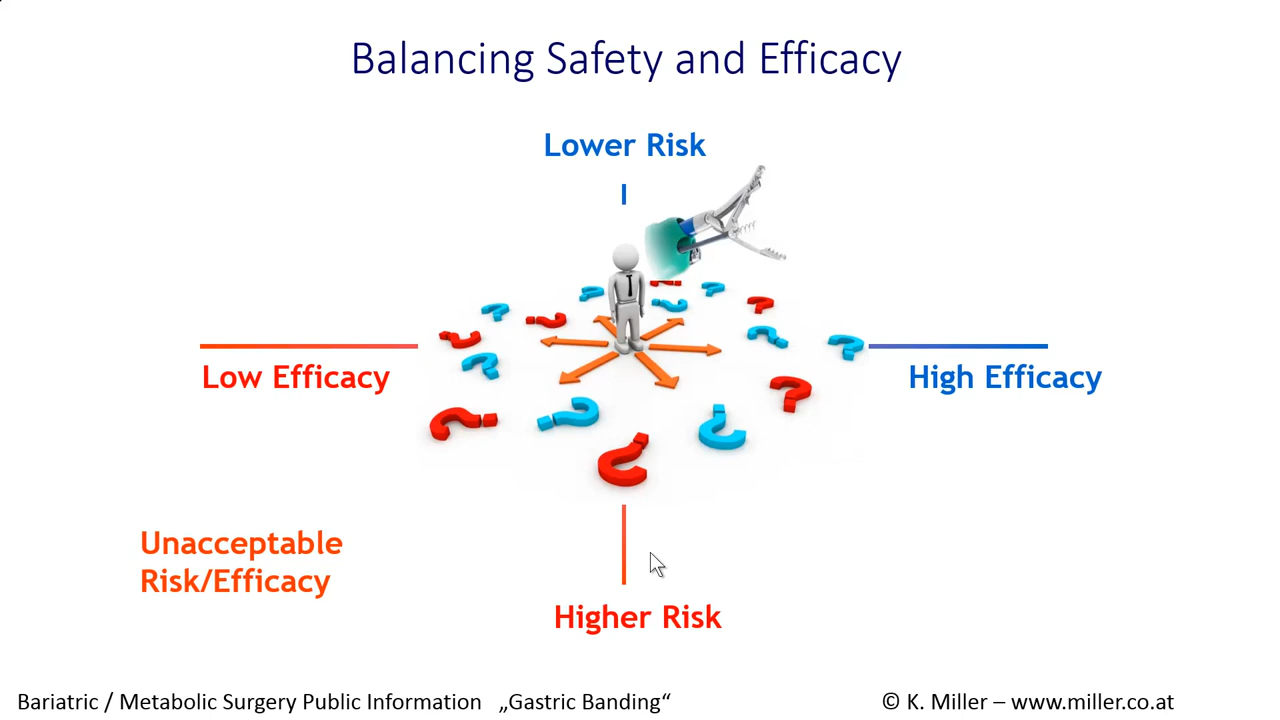 Balancing Safety and Efficacy
Lower Risk
Low Efficacy
High Efficacy
Unacceptable
Risk/Efficacy
Higher Risk
Bariatric / Metabolic Surgery Public Information „Gastric Banding“
© K. Miller – www.miller.co.at